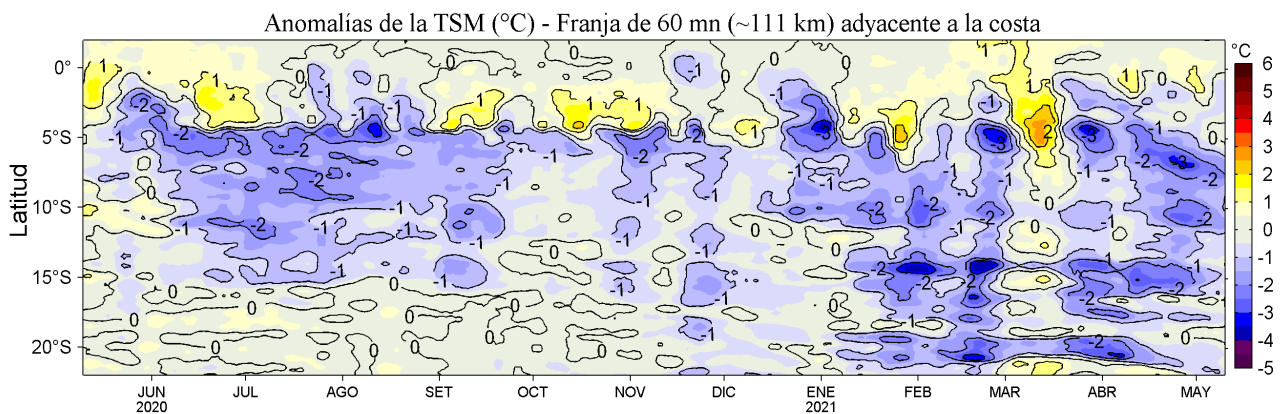 Anomalías de la TSM (°C) - Franja de 60 mn (~111 km) adyacente a la costa
°C
Latitud
0°
5°S
10°S
15°S
20°S
6
5
4
3
2
1
0
-1
-2
-3
-4
-5
JUN JUL AGO SET OCT NOV DIC ENE FEB MAR ABR MAY
2020 2021